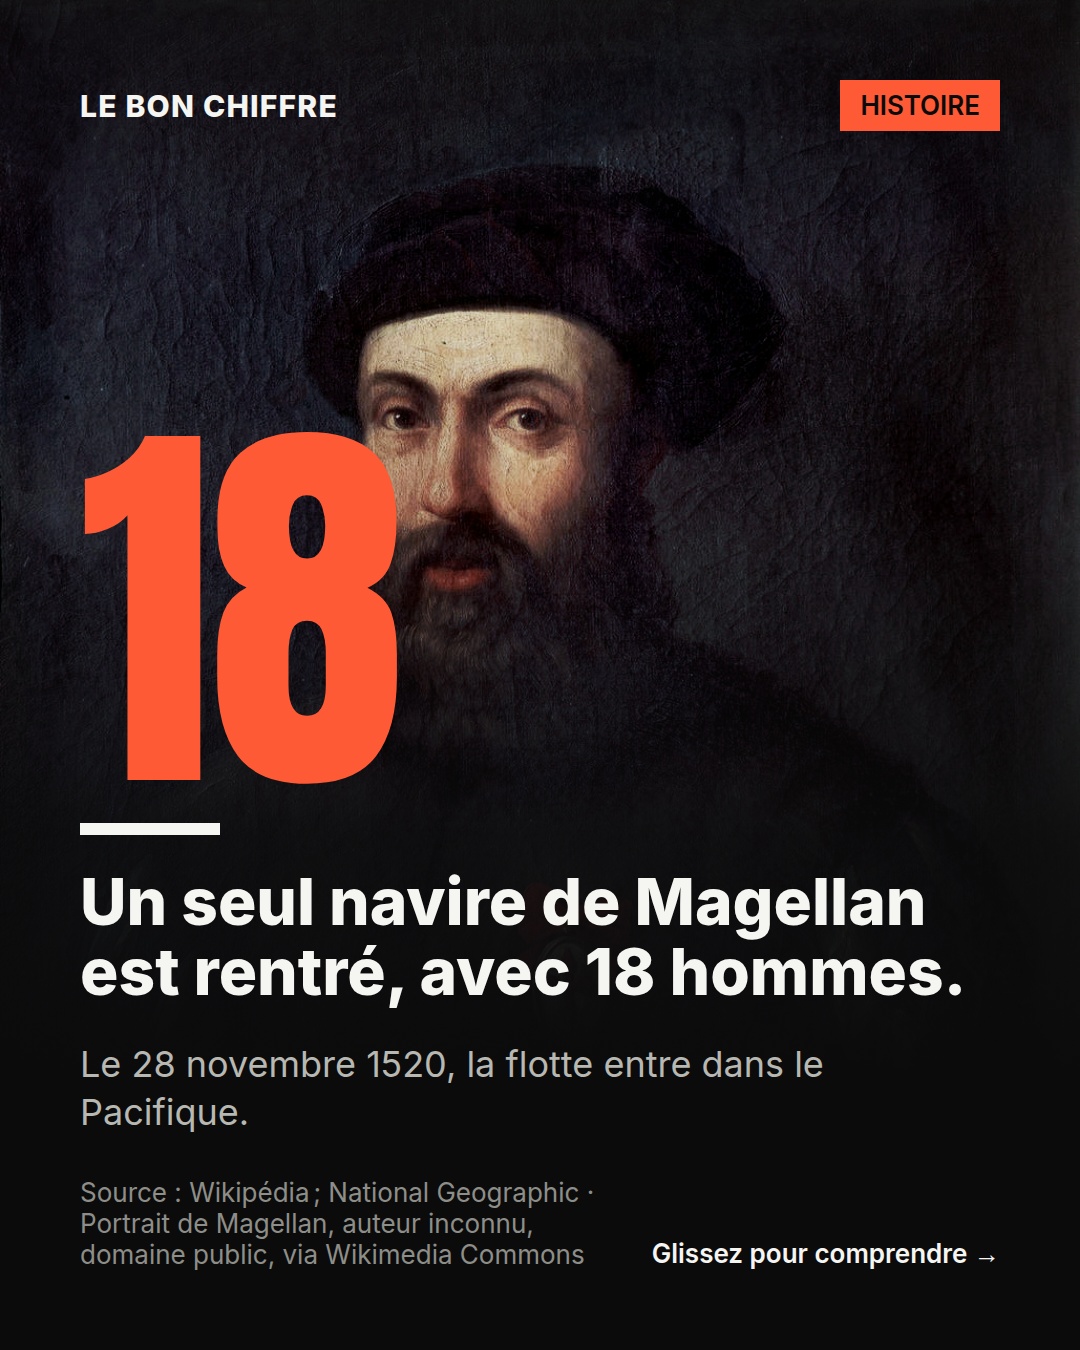 LE BON CHIFFRE
HISTOIRE
18
Un seul navire de Magellan
est rentré, avec 18 hommes.
Le 28 novembre 1520, la flotte entre dans le
Pacifique.
Source : Wikipédia ; National Geographic ·
Portrait de Magellan, auteur inconnu,
domaine public, via Wikimedia Commons
Glissez pour comprendre →